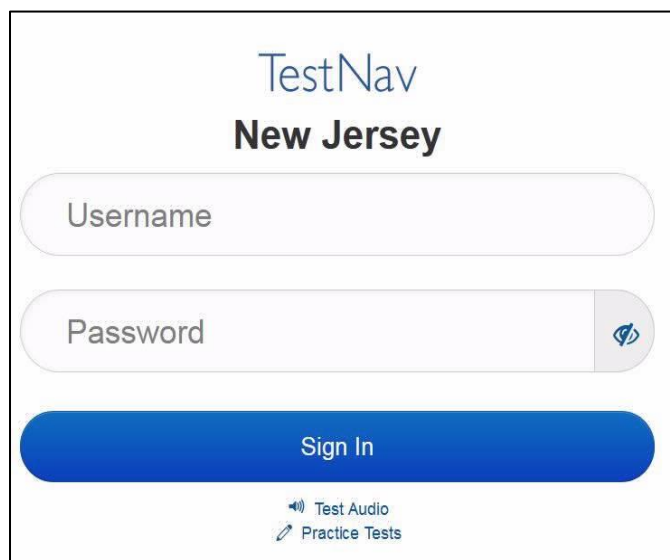 TestNav
New Jersey
Username
Password
Sign In
Test Audio
Practice Tests